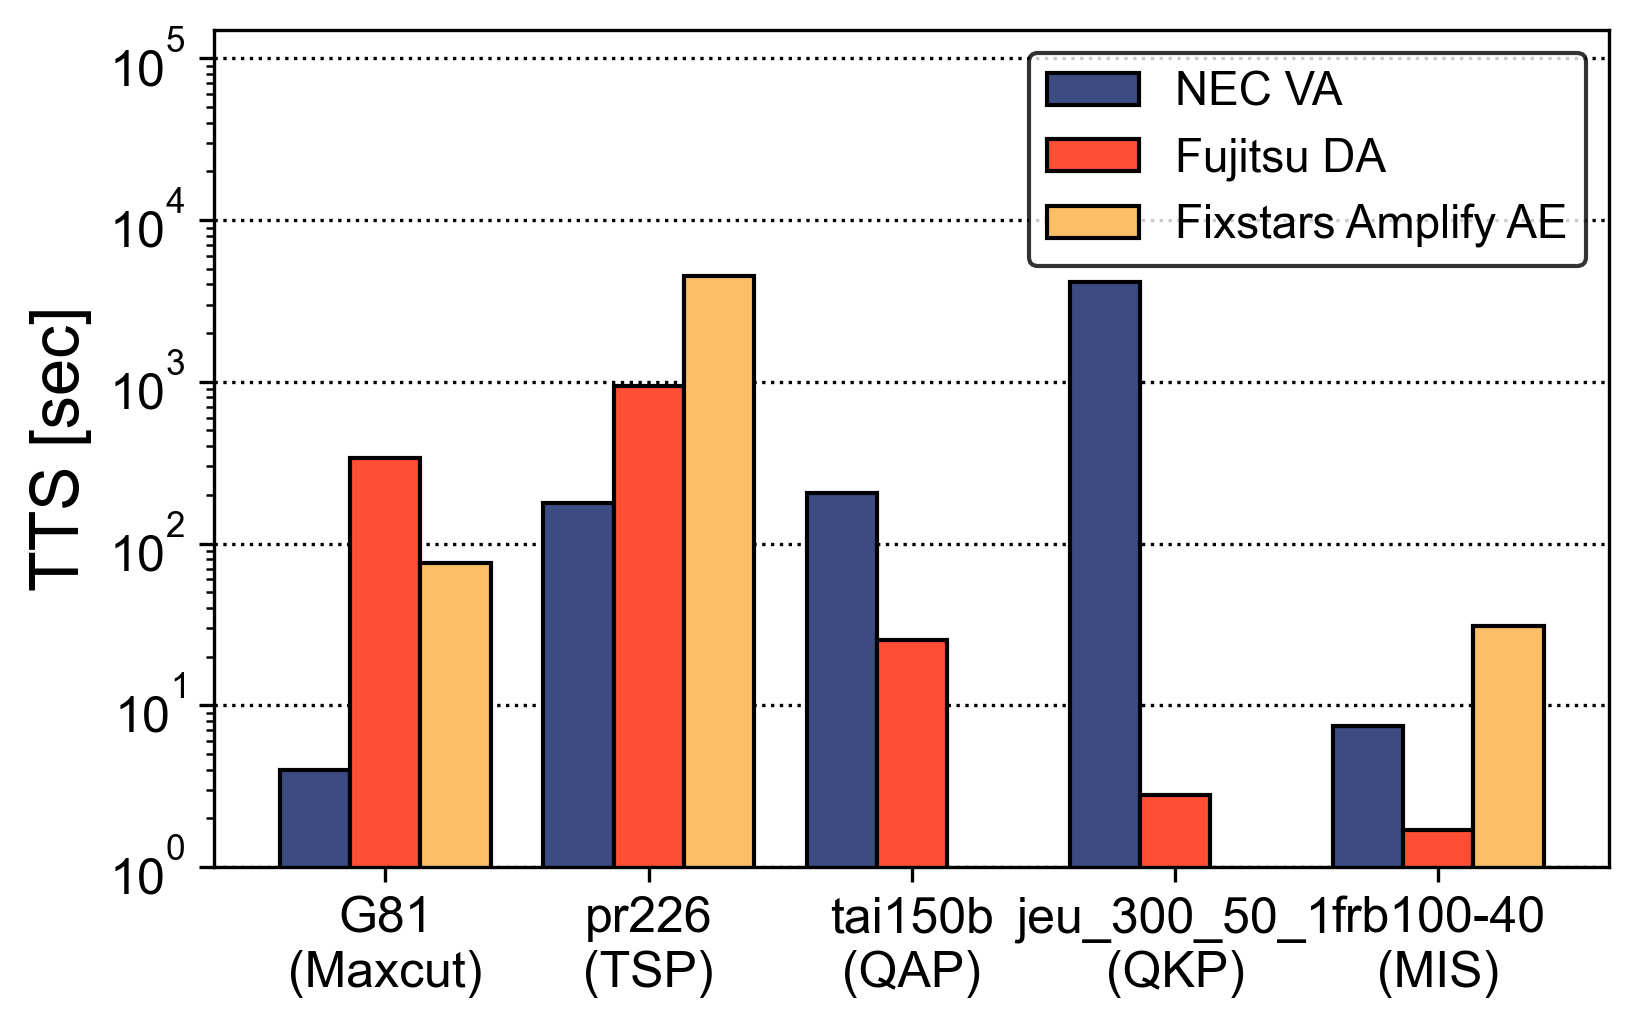 TTS [sec]
10^5
10^4
10^3
10^2
10^1
10^0
NEC VA
Fujitsu DA
Fixstars Amplify AE
G81
(Maxcut)
pr226
(TSP)
tai150b
(QAP)
jeu_300_50_1
(QKP)
frb100-40
(MIS)